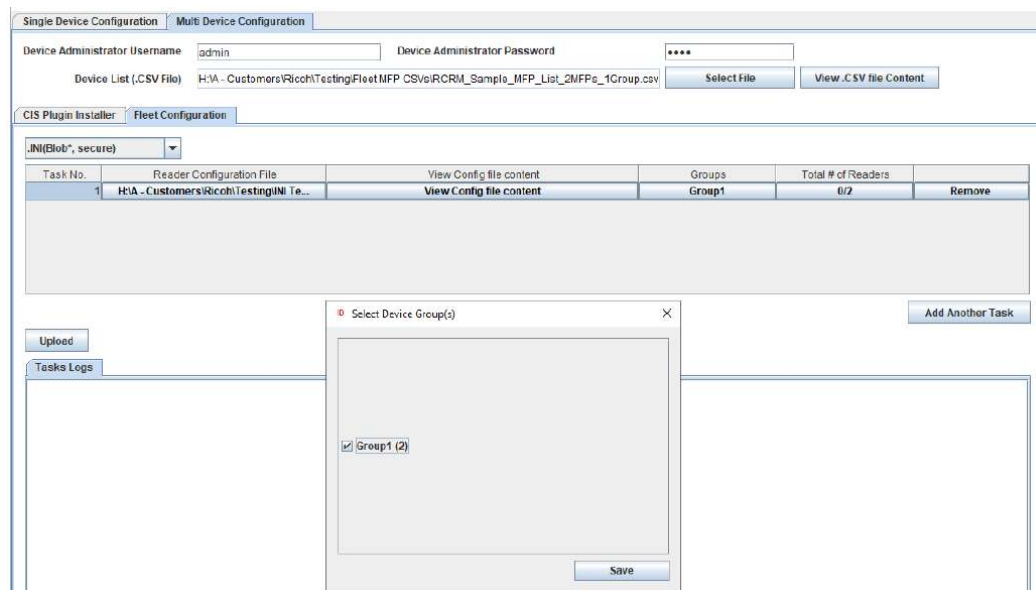 Single Device Configuration Multi Device Configuration
Device Administrator Username admin Device Administrator Password ••••
Device List (.CSV File) H:\A - Customers\Ricoh\Testing\Fleet MFP CSVs\RCRM_Sample_MFP_List_2MFPs_1Group.csv Select File View .CSV file Content
CIS Plugin Installer Fleet Configuration
.INI(Blob*, secure)
Task No. Reader Configuration File View Config file content Groups Total # of Readers
1 H:\A - Customers\Ricoh\Testing\INI Te... View Config file content Group1 0/2 Remove
Select Device Group(s)
Add Another Task
Upload
Tasks Logs
Group1 (2)
Save